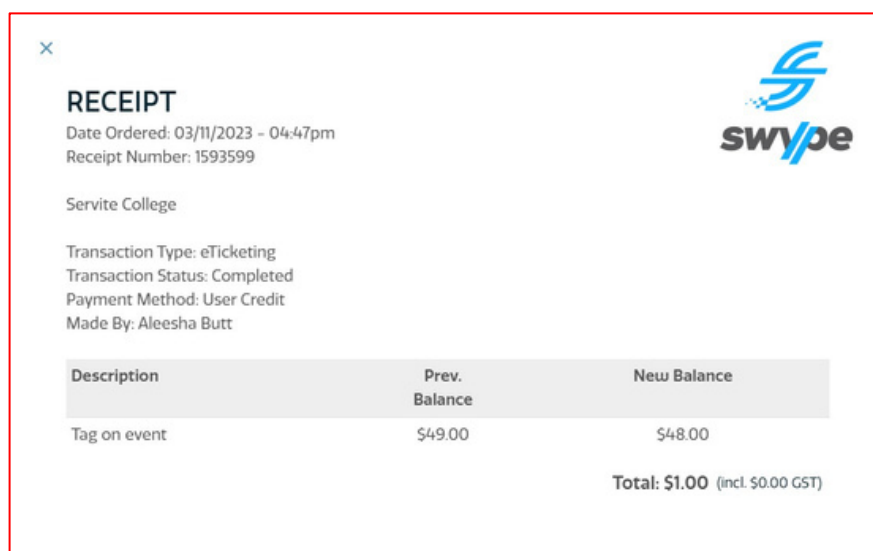 ×
RECEIPT
Date Ordered: 03/11/2023 - 04:47pm
Receipt Number: 1593599
swype
Servite College
Transaction Type: eTicketing
Transaction Status: Completed
Payment Method: User Credit
Made By: Aleesha Butt
Description Prev. Balance New Balance
Tag on event $49.00 $48.00
Total: $1.00 (incl. $0.00 GST)